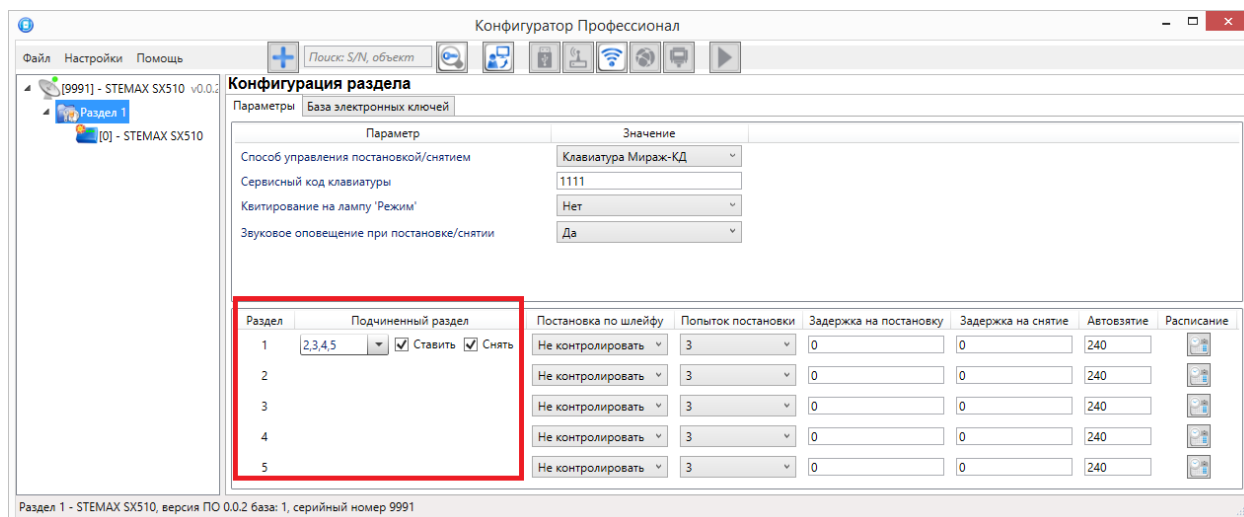 Конфигуратор Профессионал
Файл Настройки Помощь Поиск: S/N, объект
[9991] - STEMAX SX510 v0.0.2
Раздел 1
[0] - STEMAX SX510
Конфигурация раздела
Параметры База электронных ключей
Параметр Значение
Способ управления постановкой/снятием Клавиатура Мираж-КД
Сервисный код клавиатуры 1111
Квитирование на лампу 'Режим' Нет
Звуковое оповещение при постановке/снятии Да
Раздел Подчиненный раздел Постановка по шлейфу Попыток постановки Задержка на постановку Задержка на снятие Автовзятие Расписание
1 2,3,4,5 Ставить Снять Не контролировать 3 0 0 240
2 Не контролировать 3 0 0 240
3 Не контролировать 3 0 0 240
4 Не контролировать 3 0 0 240
5 Не контролировать 3 0 0 240
Раздел 1 - STEMAX SX510, версия ПО 0.0.2 база: 1, серийный номер 9991